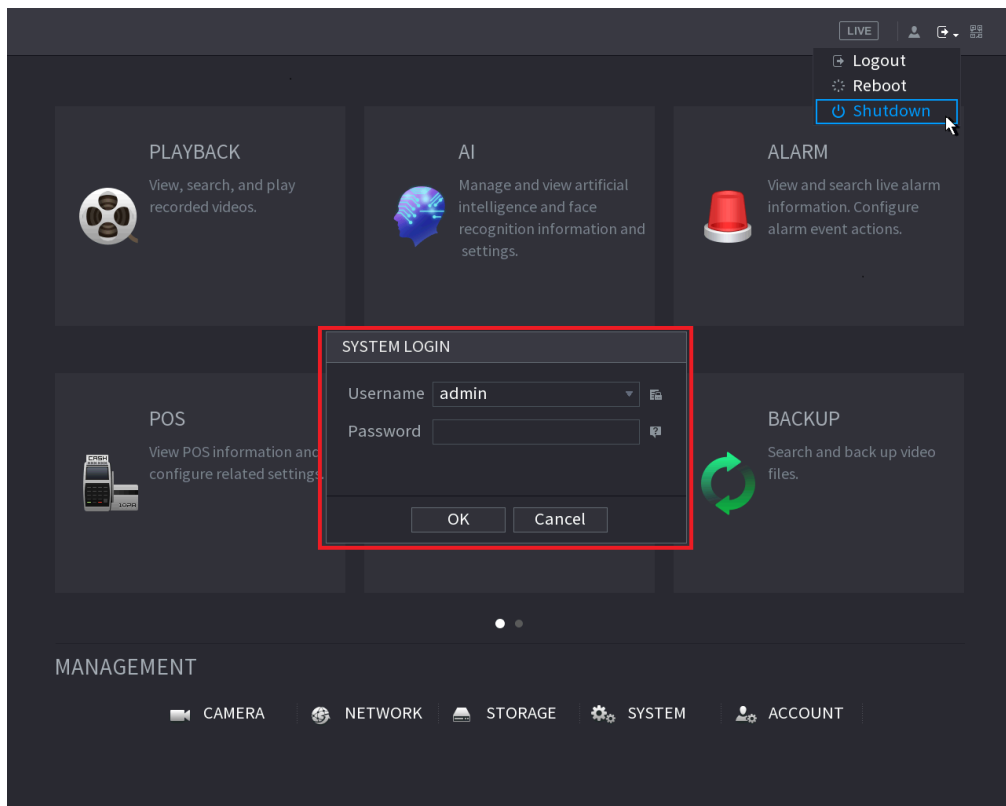 LIVE
Logout
Reboot
Shutdown
PLAYBACK
View, search, and play
recorded videos.
AI
Manage and view artificial
intelligence and face
recognition information and
settings.
ALARM
View and search live alarm
information. Configure
alarm event actions.
SYSTEM LOGIN
Username admin
Password
OK Cancel
POS
View POS information and
configure related settings.
CASH
BACKUP
Search and back up video
files.
MANAGEMENT
CAMERA NETWORK STORAGE SYSTEM ACCOUNT